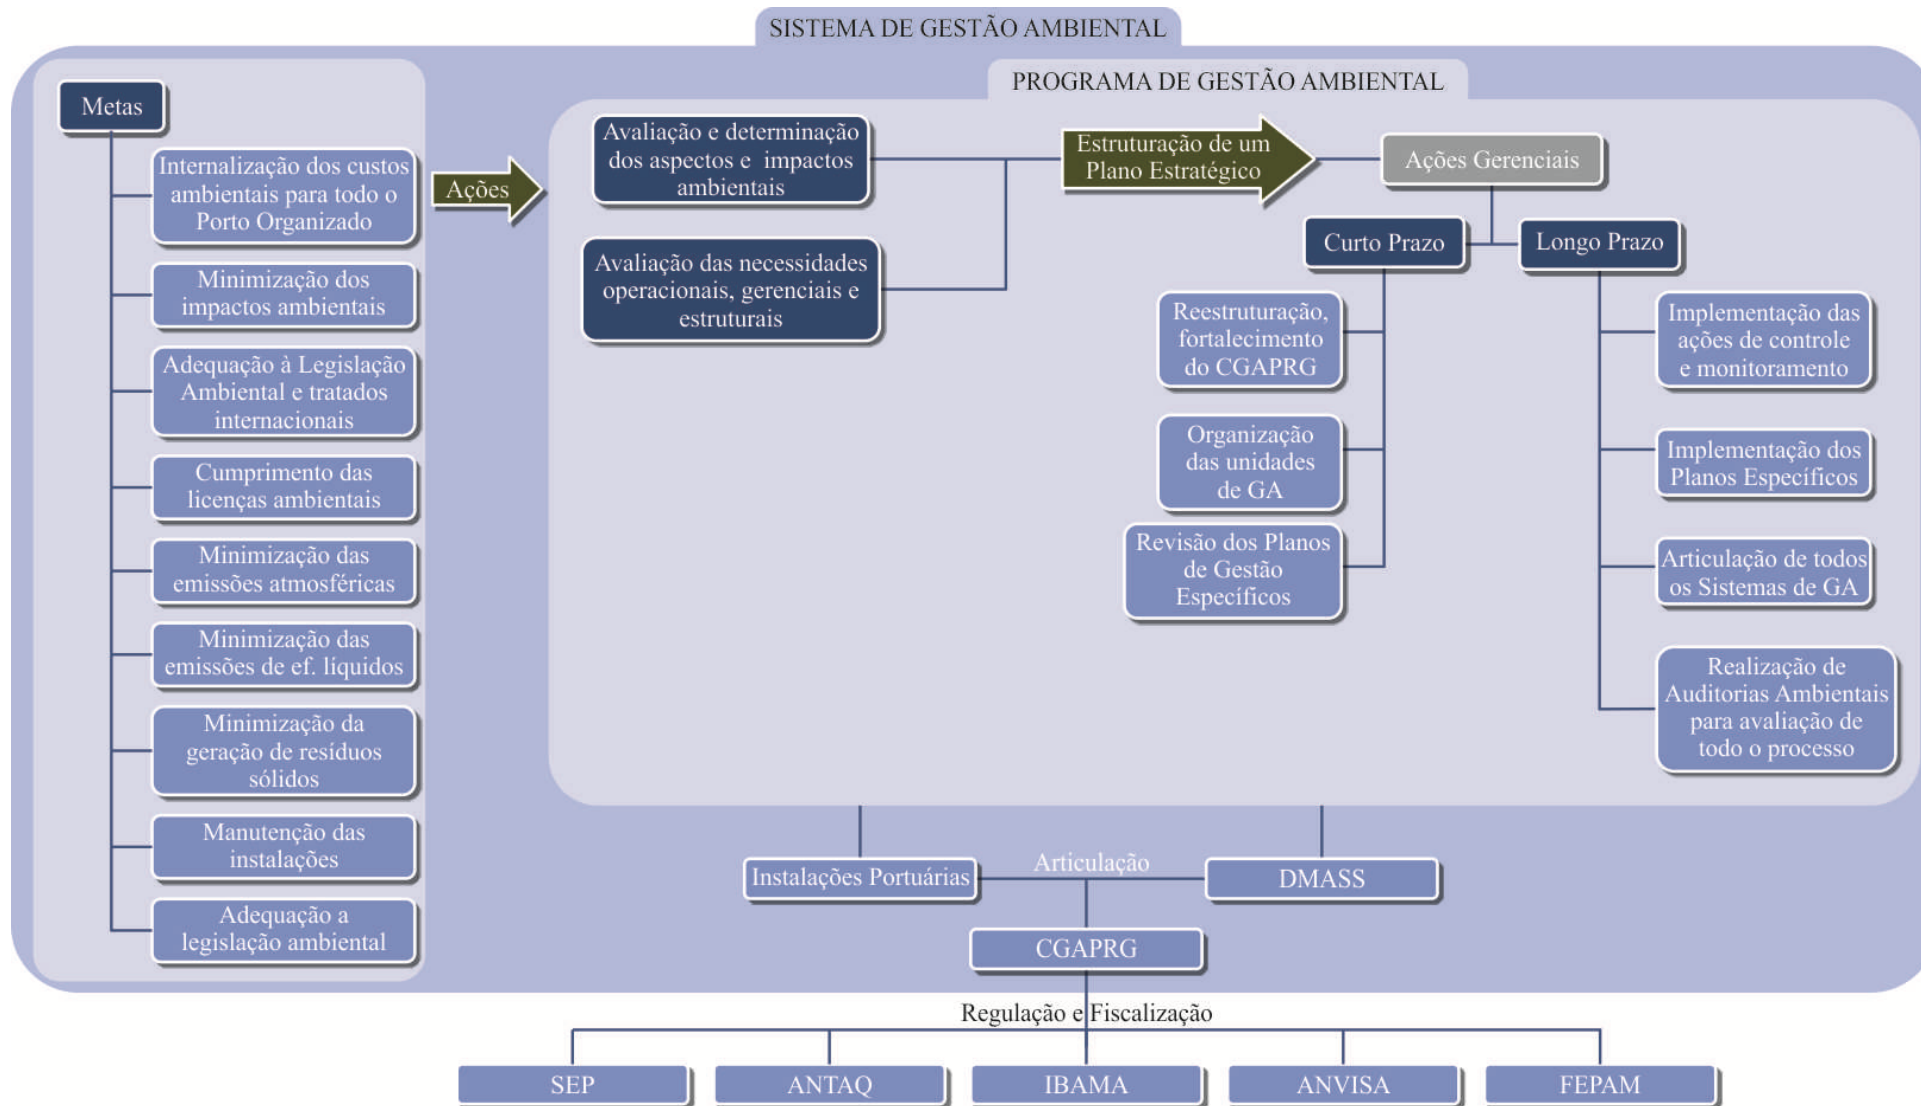 SISTEMA DE GESTÃO AMBIENTAL
Metas
Internalização dos custos
ambientais para todo o
Porto Organizado
Minimização dos
impactos ambientais
Adequação à Legislação
Ambiental e tratados
internacionais
Cumprimento das
licenças ambientais
Minimização das
emissões atmosféricas
Minimização das
emissões de ef. líquidos
Minimização da
geração de resíduos
sólidos
Manutenção das
instalações
Adequação a
legislação ambiental
Ações
PROGRAMA DE GESTÃO AMBIENTAL
Avaliação e determinação
dos aspectos e impactos
ambientais
Avaliação das necessidades
operacionais, gerenciais e
estruturais
Estruturação de um
Plano Estratégico
Ações Gerenciais
Curto Prazo
Reestruturação,
fortalecimento
do CGAPRG
Organização
das unidades
de GA
Revisão dos Planos
de Gestão
Específicos
Longo Prazo
Implementação das
ações de controle
e monitoramento
Implementação dos
Planos Específicos
Articulação de todos
os Sistemas de GA
Realização de
Auditorias Ambientais
para avaliação de
todo o processo
Instalações Portuárias
Articulação
DMASS
CGAPRG
Regulação e Fiscalização
SEP
ANTAQ
IBAMA
ANVISA
FEPAM